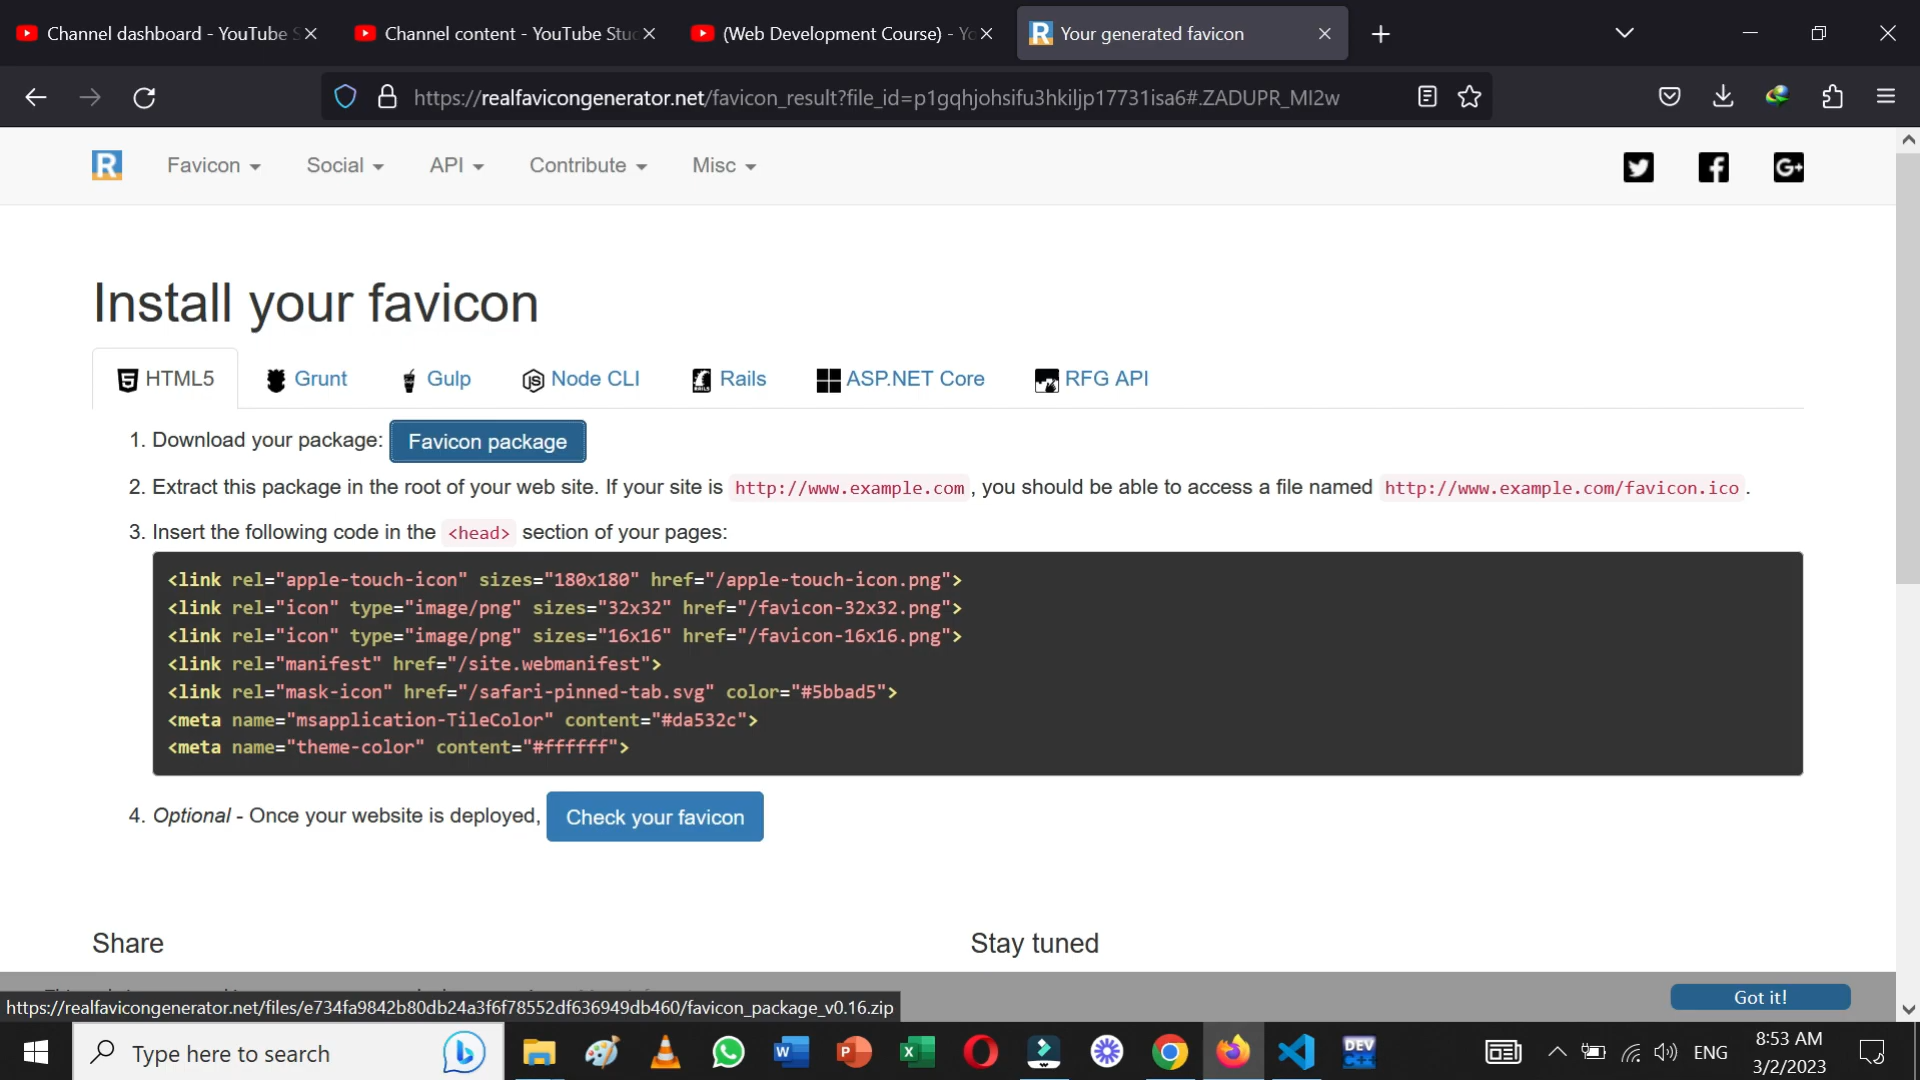 Channel dashboard - YouTube S
Channel content - YouTube Stu
(Web Development Course) - Yo
Your generated favicon
https://realfavicongenerator.net/favicon_result?file_id=p1gqhjohsifu3hkiljp17731isa6#.ZADUPR_MI2w
R Favicon Social API Contribute Misc
G+
Install your favicon
HTML5 Grunt Gulp Node CLI Rails ASP.NET Core RFG API
1. Download your package: Favicon package
2. Extract this package in the root of your web site. If your site is http://www.example.com, you should be able to access a file named http://www.example.com/favicon.ico.
3. Insert the following code in the <head> section of your pages:
<link rel="apple-touch-icon" sizes="180x180" href="/apple-touch-icon.png">
<link rel="icon" type="image/png" sizes="32x32" href="/favicon-32x32.png">
<link rel="icon" type="image/png" sizes="16x16" href="/favicon-16x16.png">
<link rel="manifest" href="/site.webmanifest">
<link rel="mask-icon" href="/safari-pinned-tab.svg" color="#5bbad5">
<meta name="msapplication-TileColor" content="#da532c">
<meta name="theme-color" content="#ffffff">
4. Optional - Once your website is deployed, Check your favicon
Share
Stay tuned
Got it!
https://realfavicongenerator.net/files/e734fa9842b80db24a3f6f78552df636949db460/favicon_package_v0.16.zip
Type here to search
DEV
C++
ENG
8:53 AM
3/2/2023